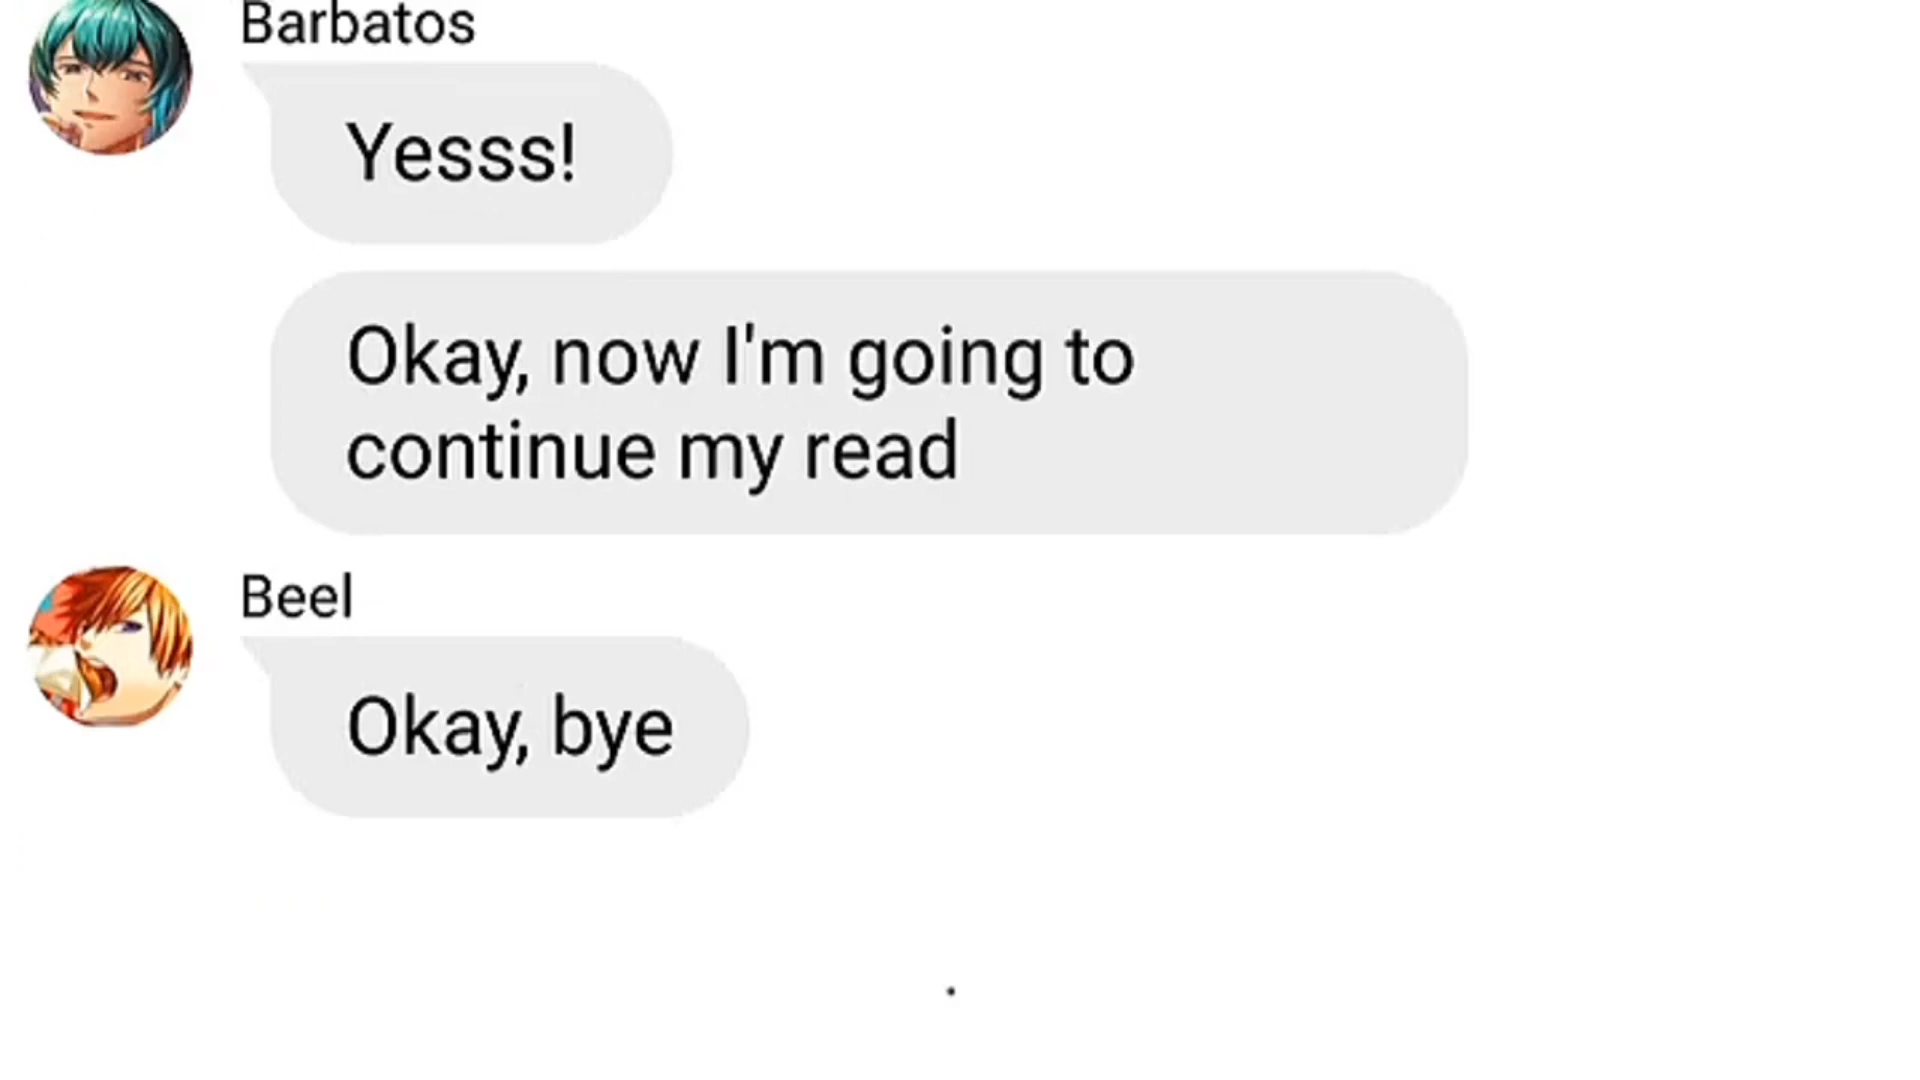 Barbatos
Yesss!
Okay, now I'm going to
continue my read
Beel
Okay, bye